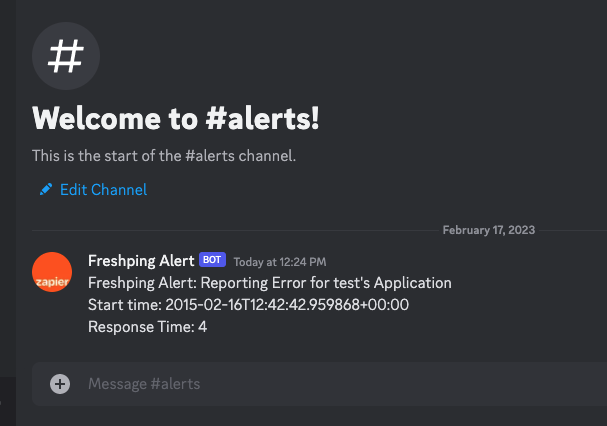 #
Welcome to #alerts!
This is the start of the #alerts channel.
Edit Channel
February 17, 2023
Freshping Alert BOT Today at 12:24 PM
zapier
Freshping Alert: Reporting Error for test's Application
Start time: 2015-02-16T12:42:42.959868+00:00
Response Time: 4
Message #alerts